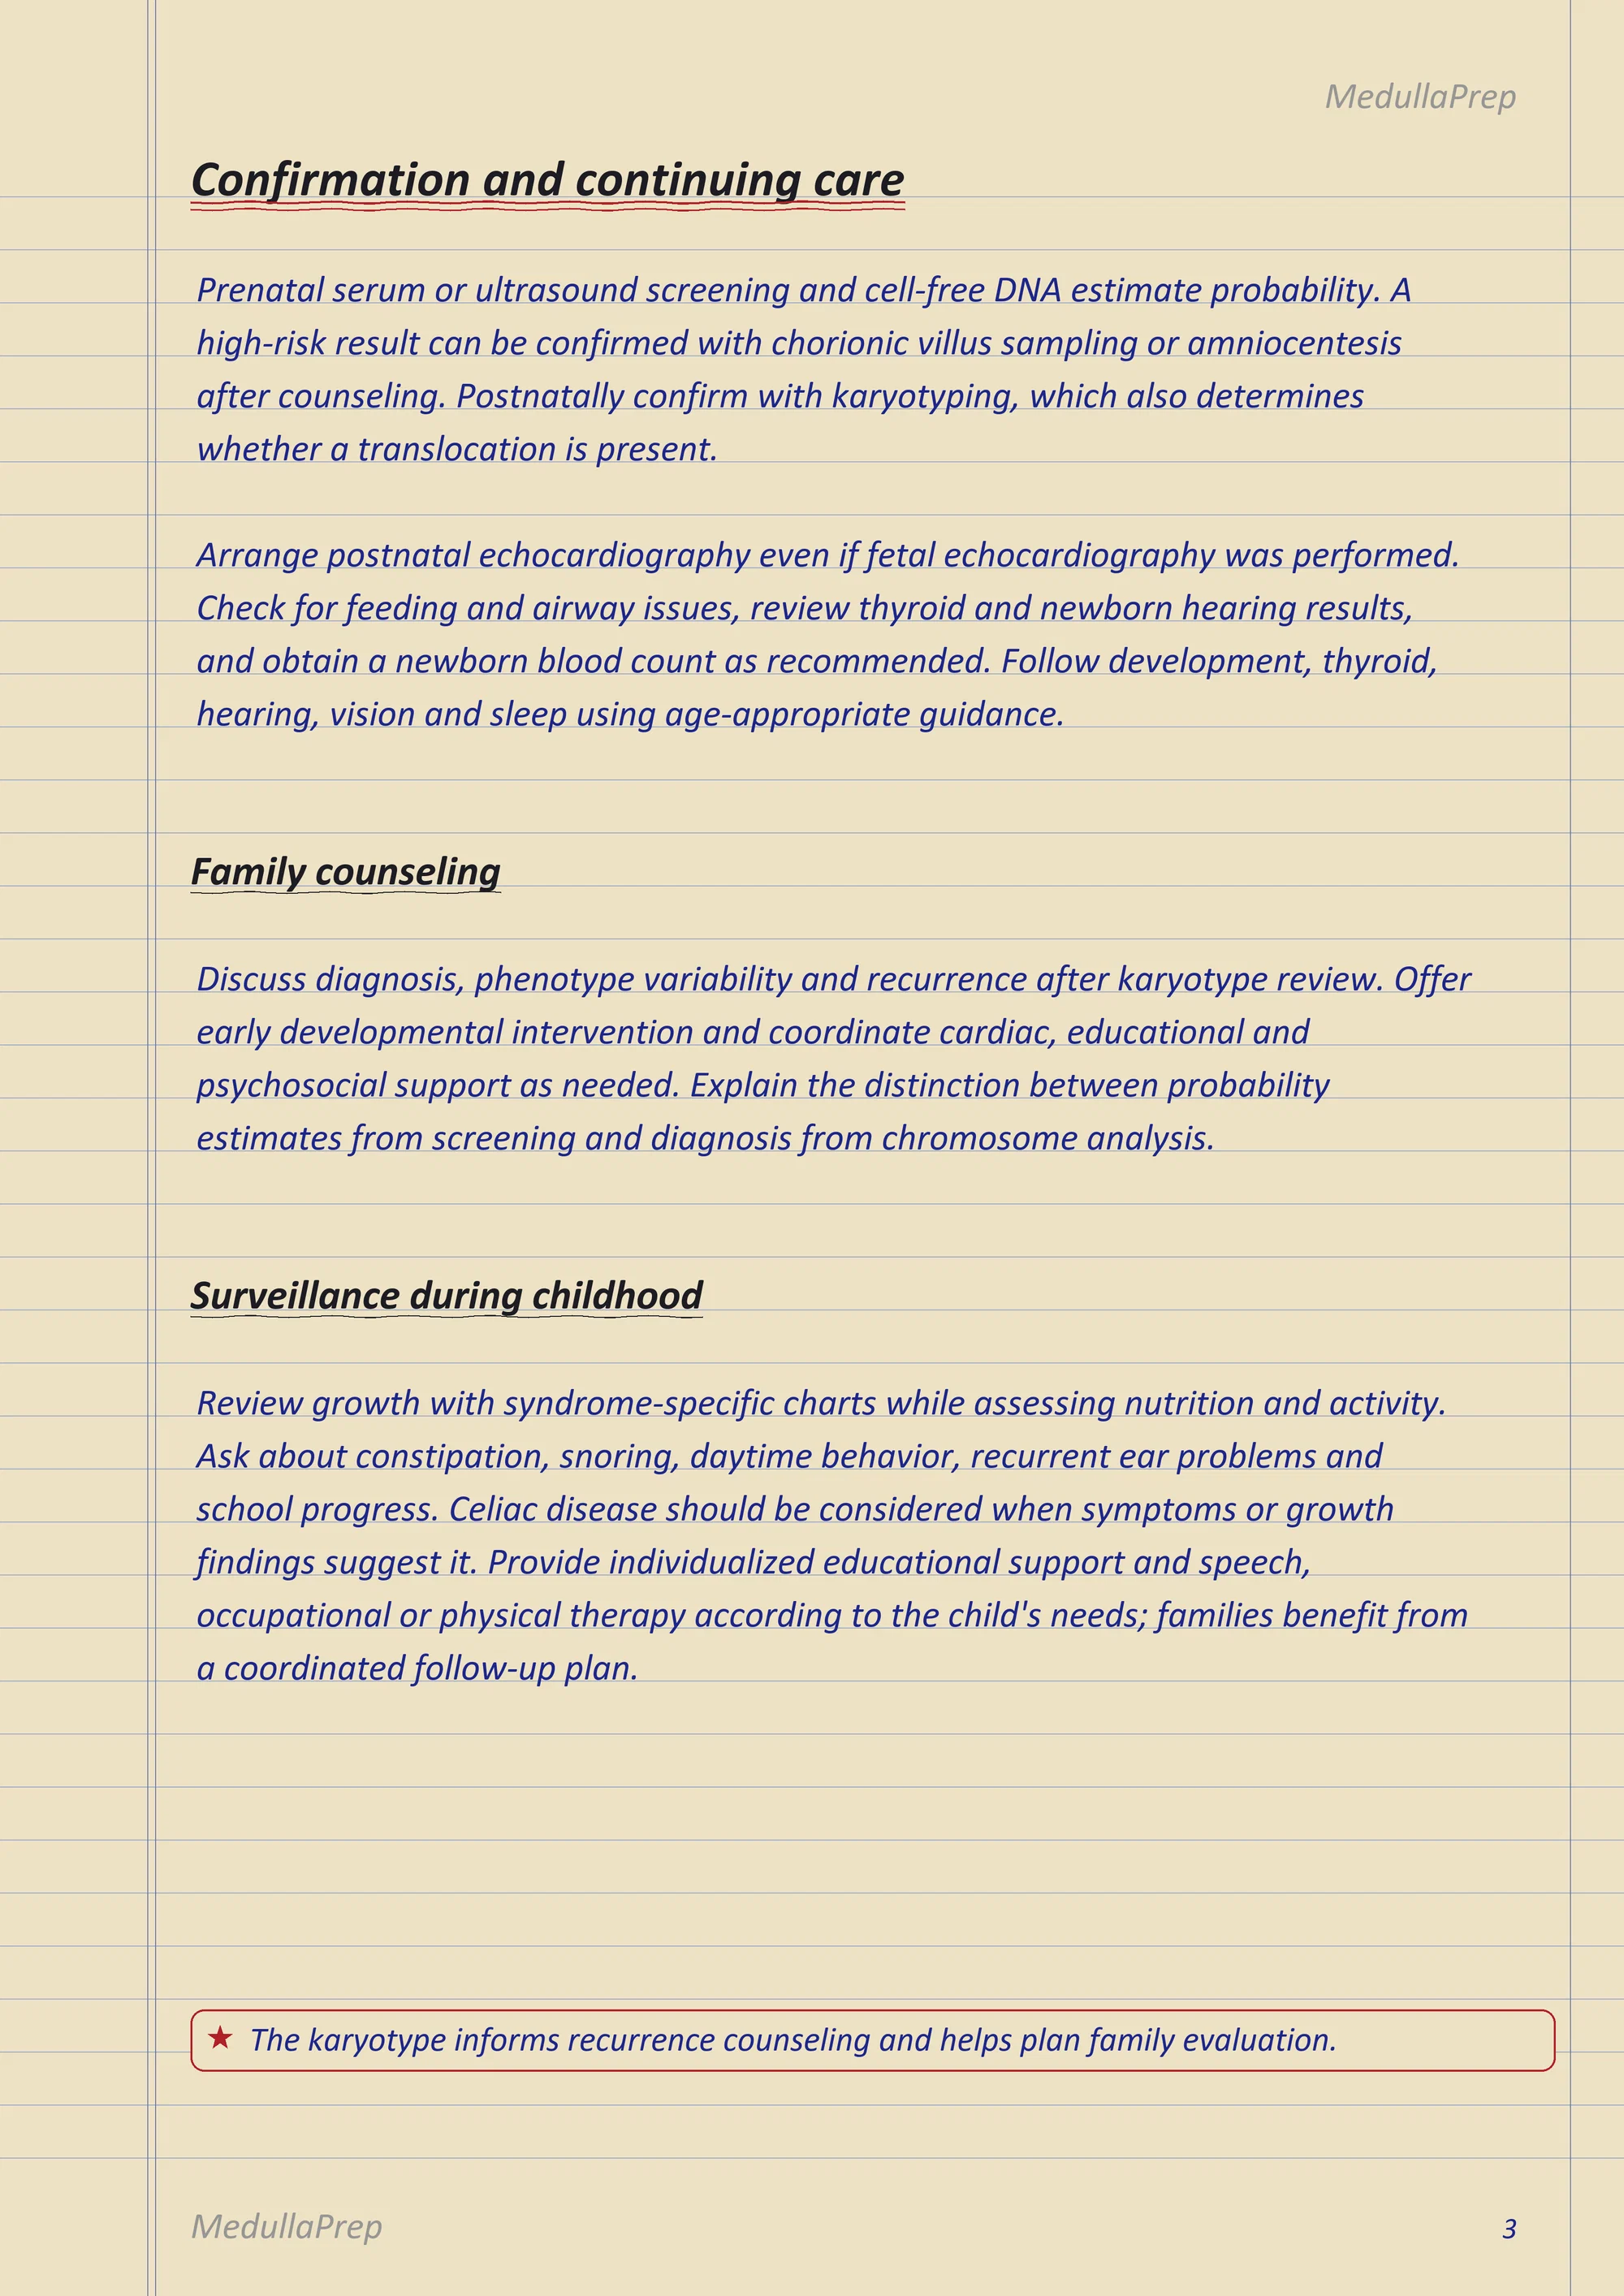 MedullaPrep
Confirmation and continuing care
Prenatal serum or ultrasound screening and cell-free DNA estimate probability. A
high-risk result can be confirmed with chorionic villus sampling or amniocentesis
after counseling. Postnatally confirm with karyotyping, which also determines
whether a translocation is present.
Arrange postnatal echocardiography even if fetal echocardiography was performed.
Check for feeding and airway issues, review thyroid and newborn hearing results,
and obtain a newborn blood count as recommended. Follow development, thyroid,
hearing, vision and sleep using age-appropriate guidance.
Family counseling
Discuss diagnosis, phenotype variability and recurrence after karyotype review. Offer
early developmental intervention and coordinate cardiac, educational and
psychosocial support as needed. Explain the distinction between probability
estimates from screening and diagnosis from chromosome analysis.
Surveillance during childhood
Review growth with syndrome-specific charts while assessing nutrition and activity.
Ask about constipation, snoring, daytime behavior, recurrent ear problems and
school progress. Celiac disease should be considered when symptoms or growth
findings suggest it. Provide individualized educational support and speech,
occupational or physical therapy according to the child's needs; families benefit from
a coordinated follow-up plan.
★ The karyotype informs recurrence counseling and helps plan family evaluation.
MedullaPrep
3